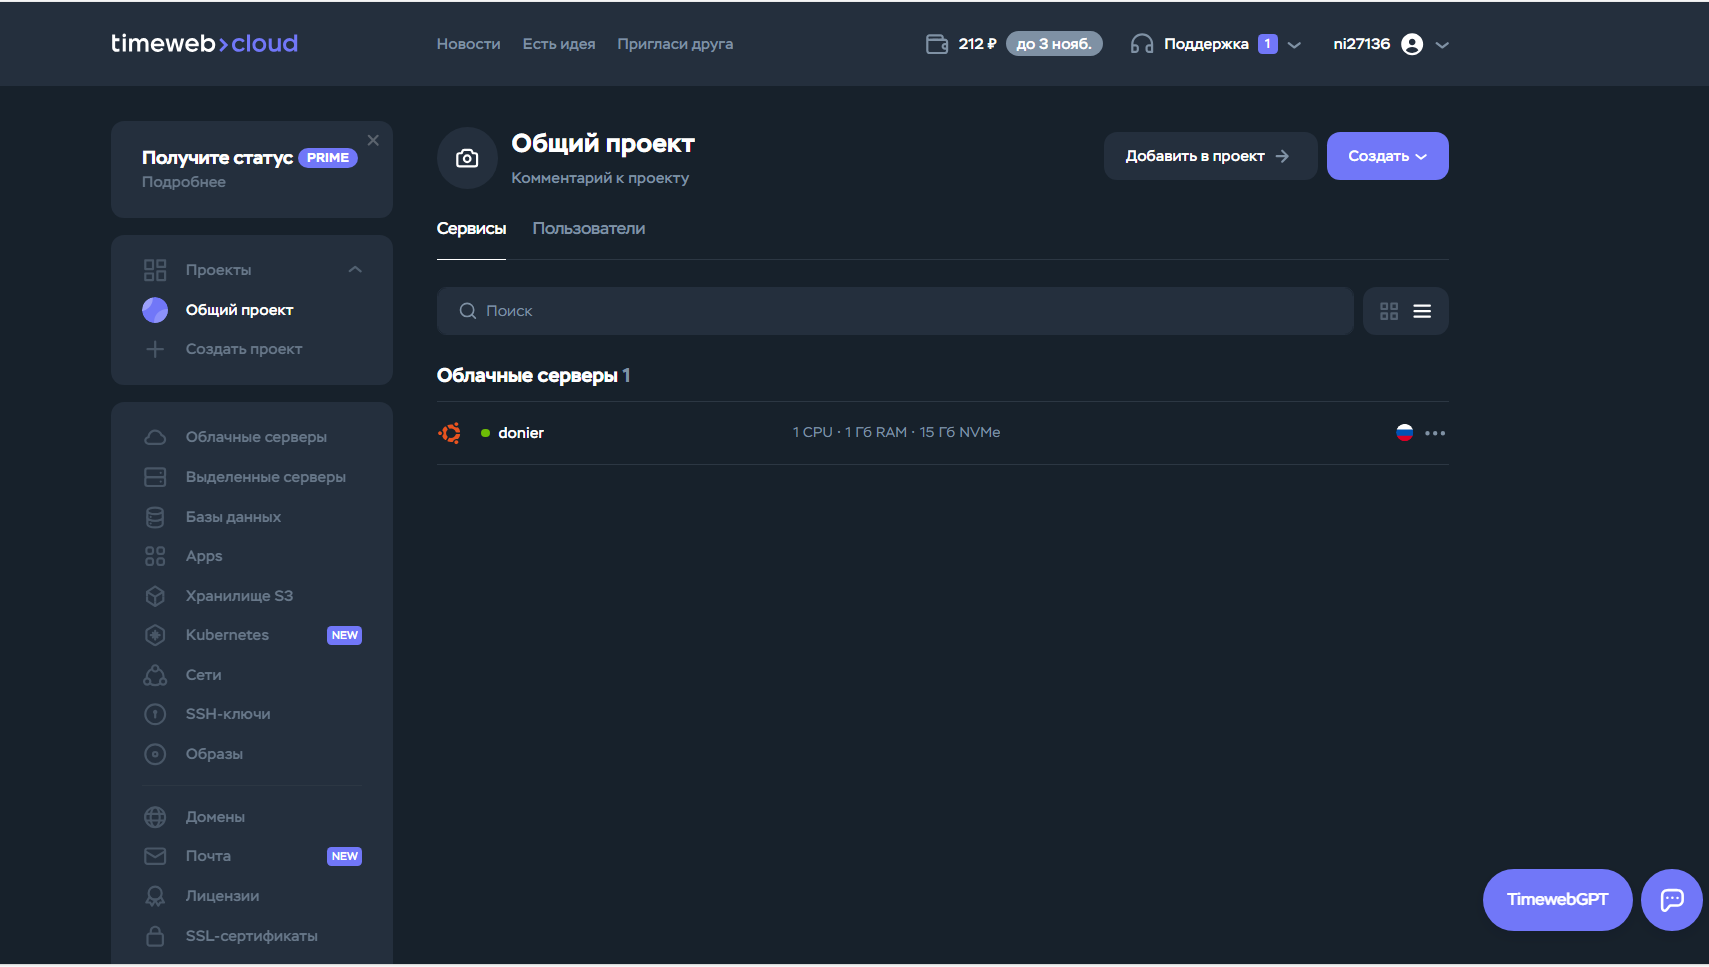 timeweb>cloud
Новости Есть идея Пригласи друга
212 ₽ до 3 нояб.
Поддержка 1
ni27136
Получите статус PRIME
Подробнее
Проекты
Общий проект
Создать проект
Облачные серверы
Выделенные серверы
Базы данных
Apps
Хранилище S3
Kubernetes NEW
Сети
SSH-ключи
Образы
Домены
Почта NEW
Лицензии
SSL-сертификаты
Общий проект
Комментарий к проекту
Добавить в проект
Создать
Сервисы Пользователи
Поиск
Облачные серверы 1
donier 1 CPU · 1 Гб RAM · 15 Гб NVMe
TimewebGPT